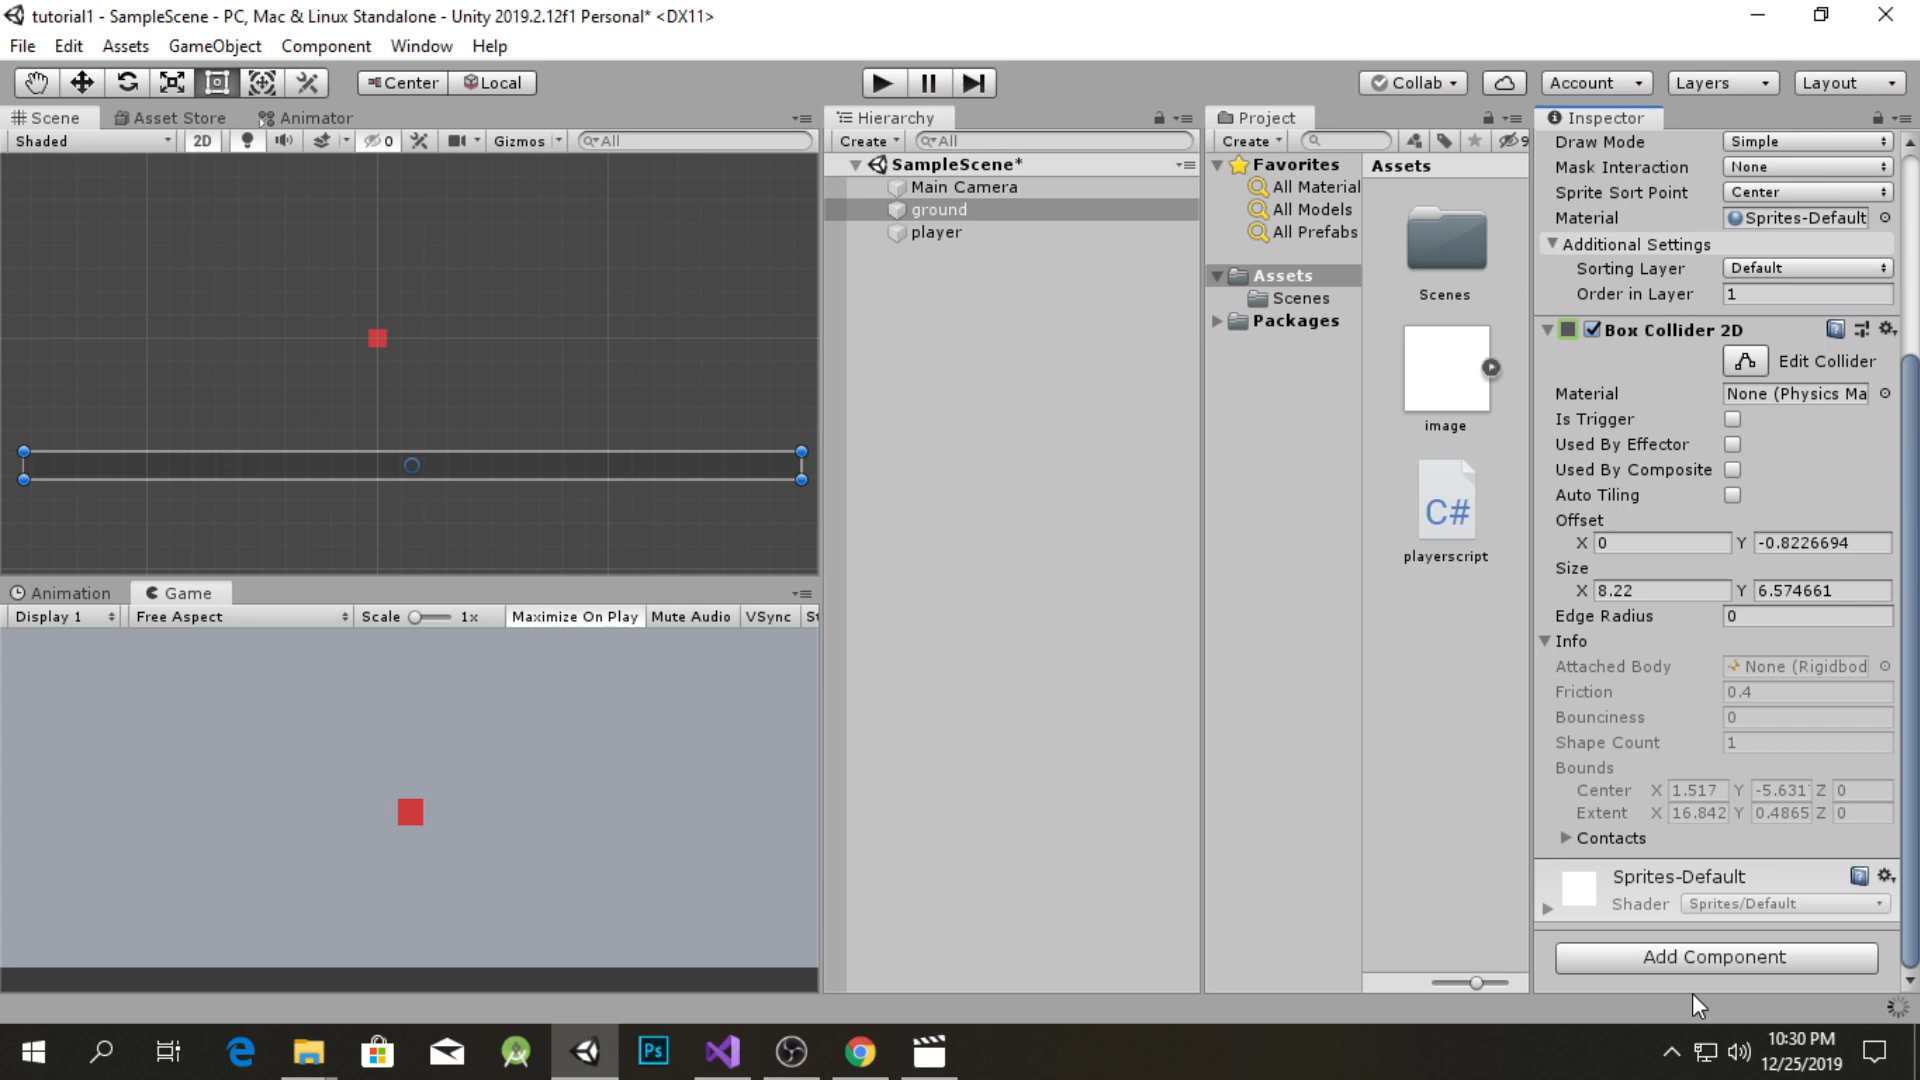 tutorial1 - SampleScene - PC, Mac & Linux Standalone - Unity 2019.2.12f1 Personal* <DX11>
File Edit Assets GameObject Component Window Help
Center Local Collab Account Layers Layout
Scene Asset Store Animator
Shaded 2D 0 Gizmos All
Hierarchy
Create All
SampleScene*
Main Camera
ground
player
Project
Create 9
Favorites
All Material
All Models
All Prefabs
Assets
Scenes
Packages
Assets
Scenes
image
C#
playerscript
Inspector
Draw Mode Simple
Mask Interaction None
Sprite Sort Point Center
Material Sprites-Default
Additional Settings
Sorting Layer Default
Order in Layer 1
Box Collider 2D
Edit Collider
Material None (Physics Ma
Is Trigger
Used By Effector
Used By Composite
Auto Tiling
Offset
X 0 Y -0.8226694
Size
X 8.22 Y 6.574661
Edge Radius 0
Info
Attached Body None (Rigidbod
Friction 0.4
Bounciness 0
Shape Count 1
Bounds
Center X 1.517 Y -5.631 Z 0
Extent X 16.842 Y 0.4865 Z 0
Contacts
Sprites-Default
Shader Sprites/Default
Add Component
Animation Game
Display 1 Free Aspect Scale 1x Maximize On Play Mute Audio VSync St
Ps
10:30 PM
12/25/2019